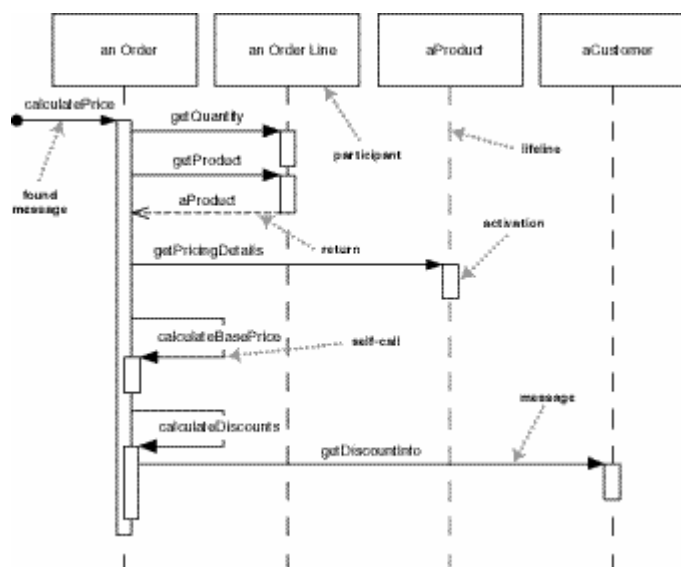 an Order
an Order Line
aProduct
aCustomer
calculatePrice
getQuantity
getProduct
participant
lifeline
found
message
aProduct
return
activation
getPricingDetails
calculateBasePrice
self-call
calculateDiscounts
message
getDiscountInfo